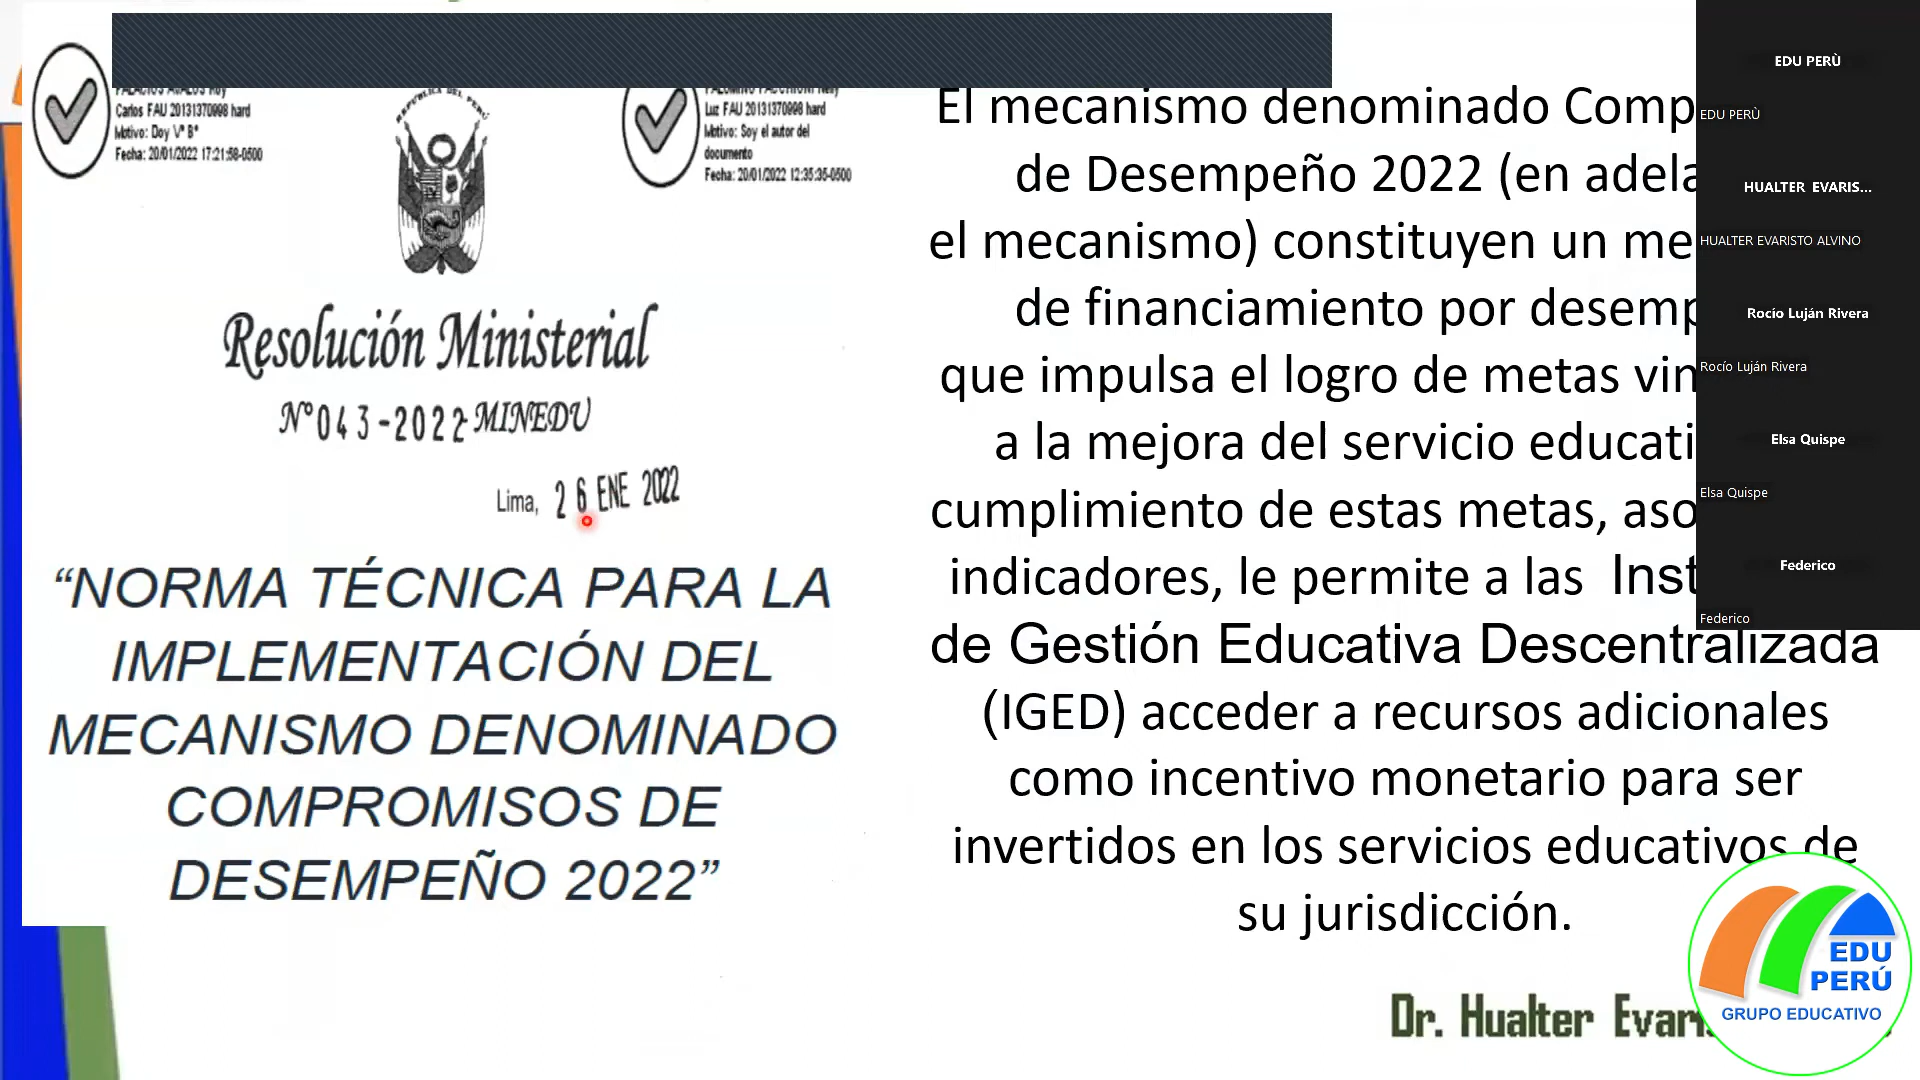 Carlos FAU 20131370998 hard
Motivo: Doy V° B°
Fecha: 20/01/2022 17:21:58-0500
Luz FAU 20131370998 hard
Motivo: Soy el autor del
documento
Fecha: 20/01/2022 12:35:35-0500
REPUBLICA DEL PERU
Resolución Ministerial
N° 043-2022-MINEDU
Lima, 26 ENE 2022
“NORMA TÉCNICA PARA LA
IMPLEMENTACIÓN DEL
MECANISMO DENOMINADO
COMPROMISOS DE
DESEMPEÑO 2022”
El mecanismo denominado Comp
de Desempeño 2022 (en adela
el mecanismo) constituyen un me
de financiamiento por desemp
que impulsa el logro de metas vin
a la mejora del servicio educati
cumplimiento de estas metas, aso
indicadores, le permite a las Inst
de Gestión Educativa Descentralizada
(IGED) acceder a recursos adicionales
como incentivo monetario para ser
invertidos en los servicios educativos de
su jurisdicción.
Dr. Hualter Evaris
EDU PERÙ
EDU PERÙ
HUALTER EVARIS...
HUALTER EVARISTO ALVINO
Rocío Luján Rivera
Rocío Luján Rivera
Elsa Quispe
Elsa Quispe
Federico
Federico
EDU
PERÚ
GRUPO EDUCATIVO